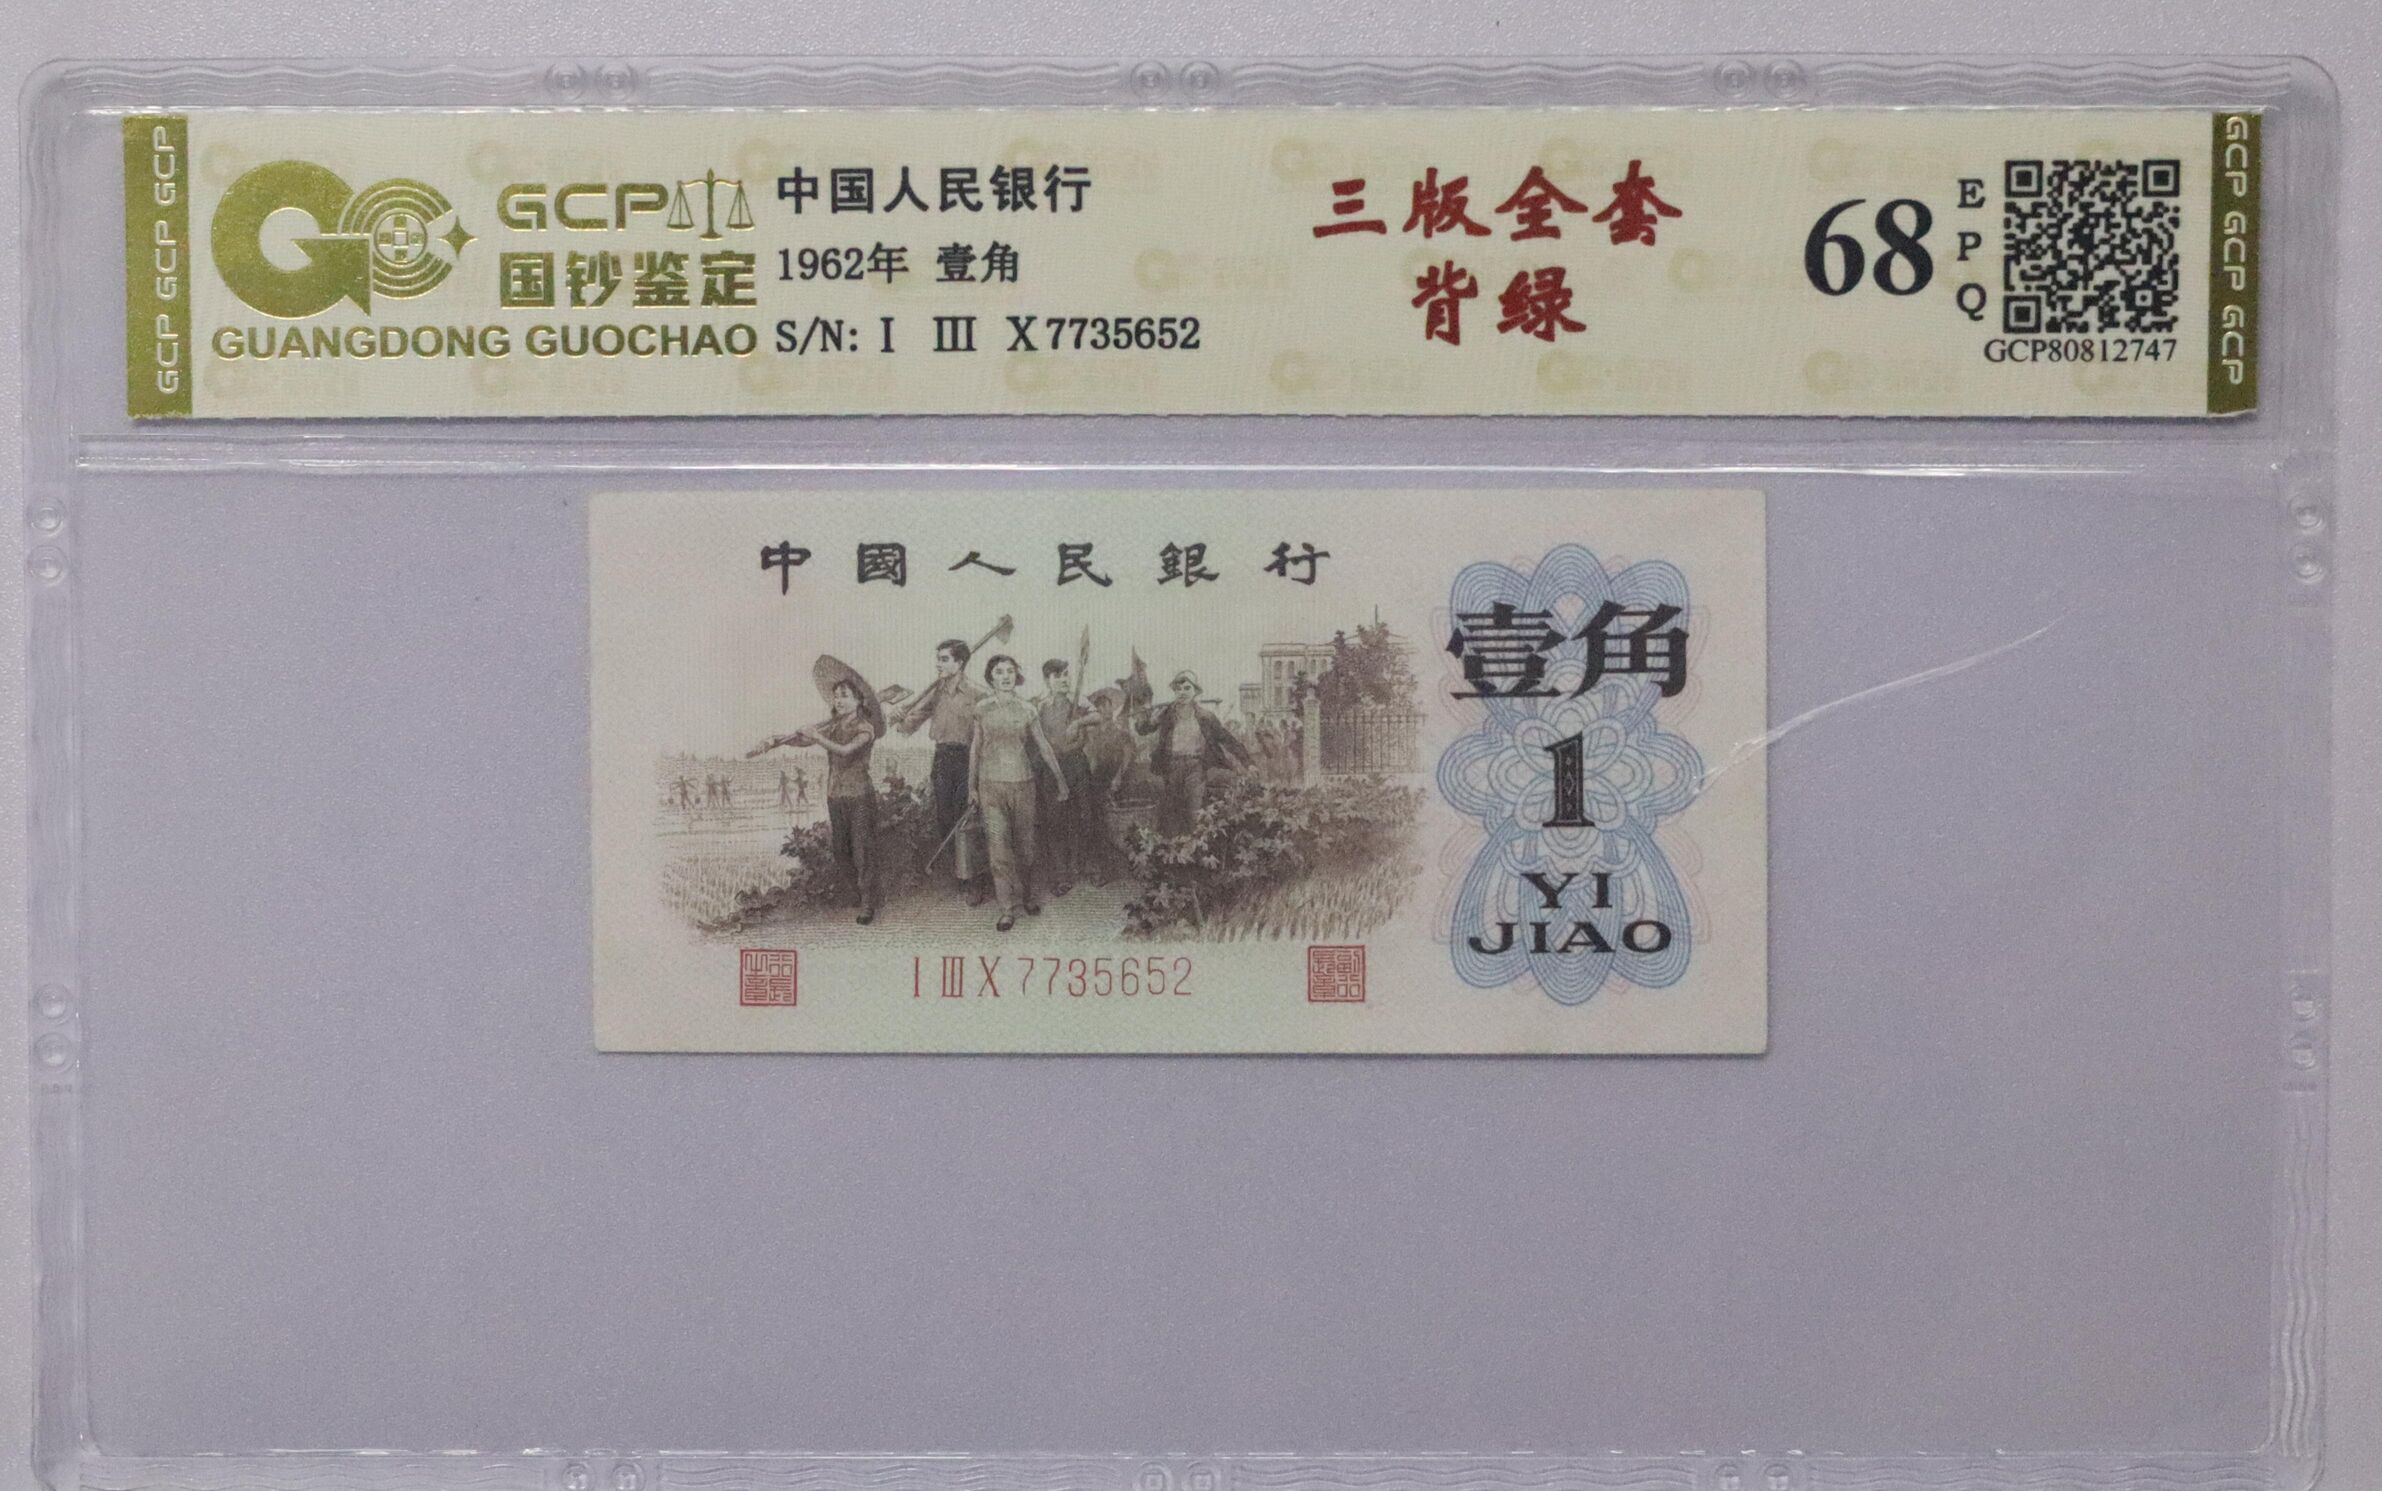 GCP GCP GCP
GCP
国钞鉴定
GUANGDONG GUOCHAO
中国人民银行
1962年 壹角
S/N: I III X 7735652
三版全套
背绿
68
EPQ
GCP80812747
GCP GCP GCP
中國人民銀行
壹角
1
YI
JIAO
I III X 7735652